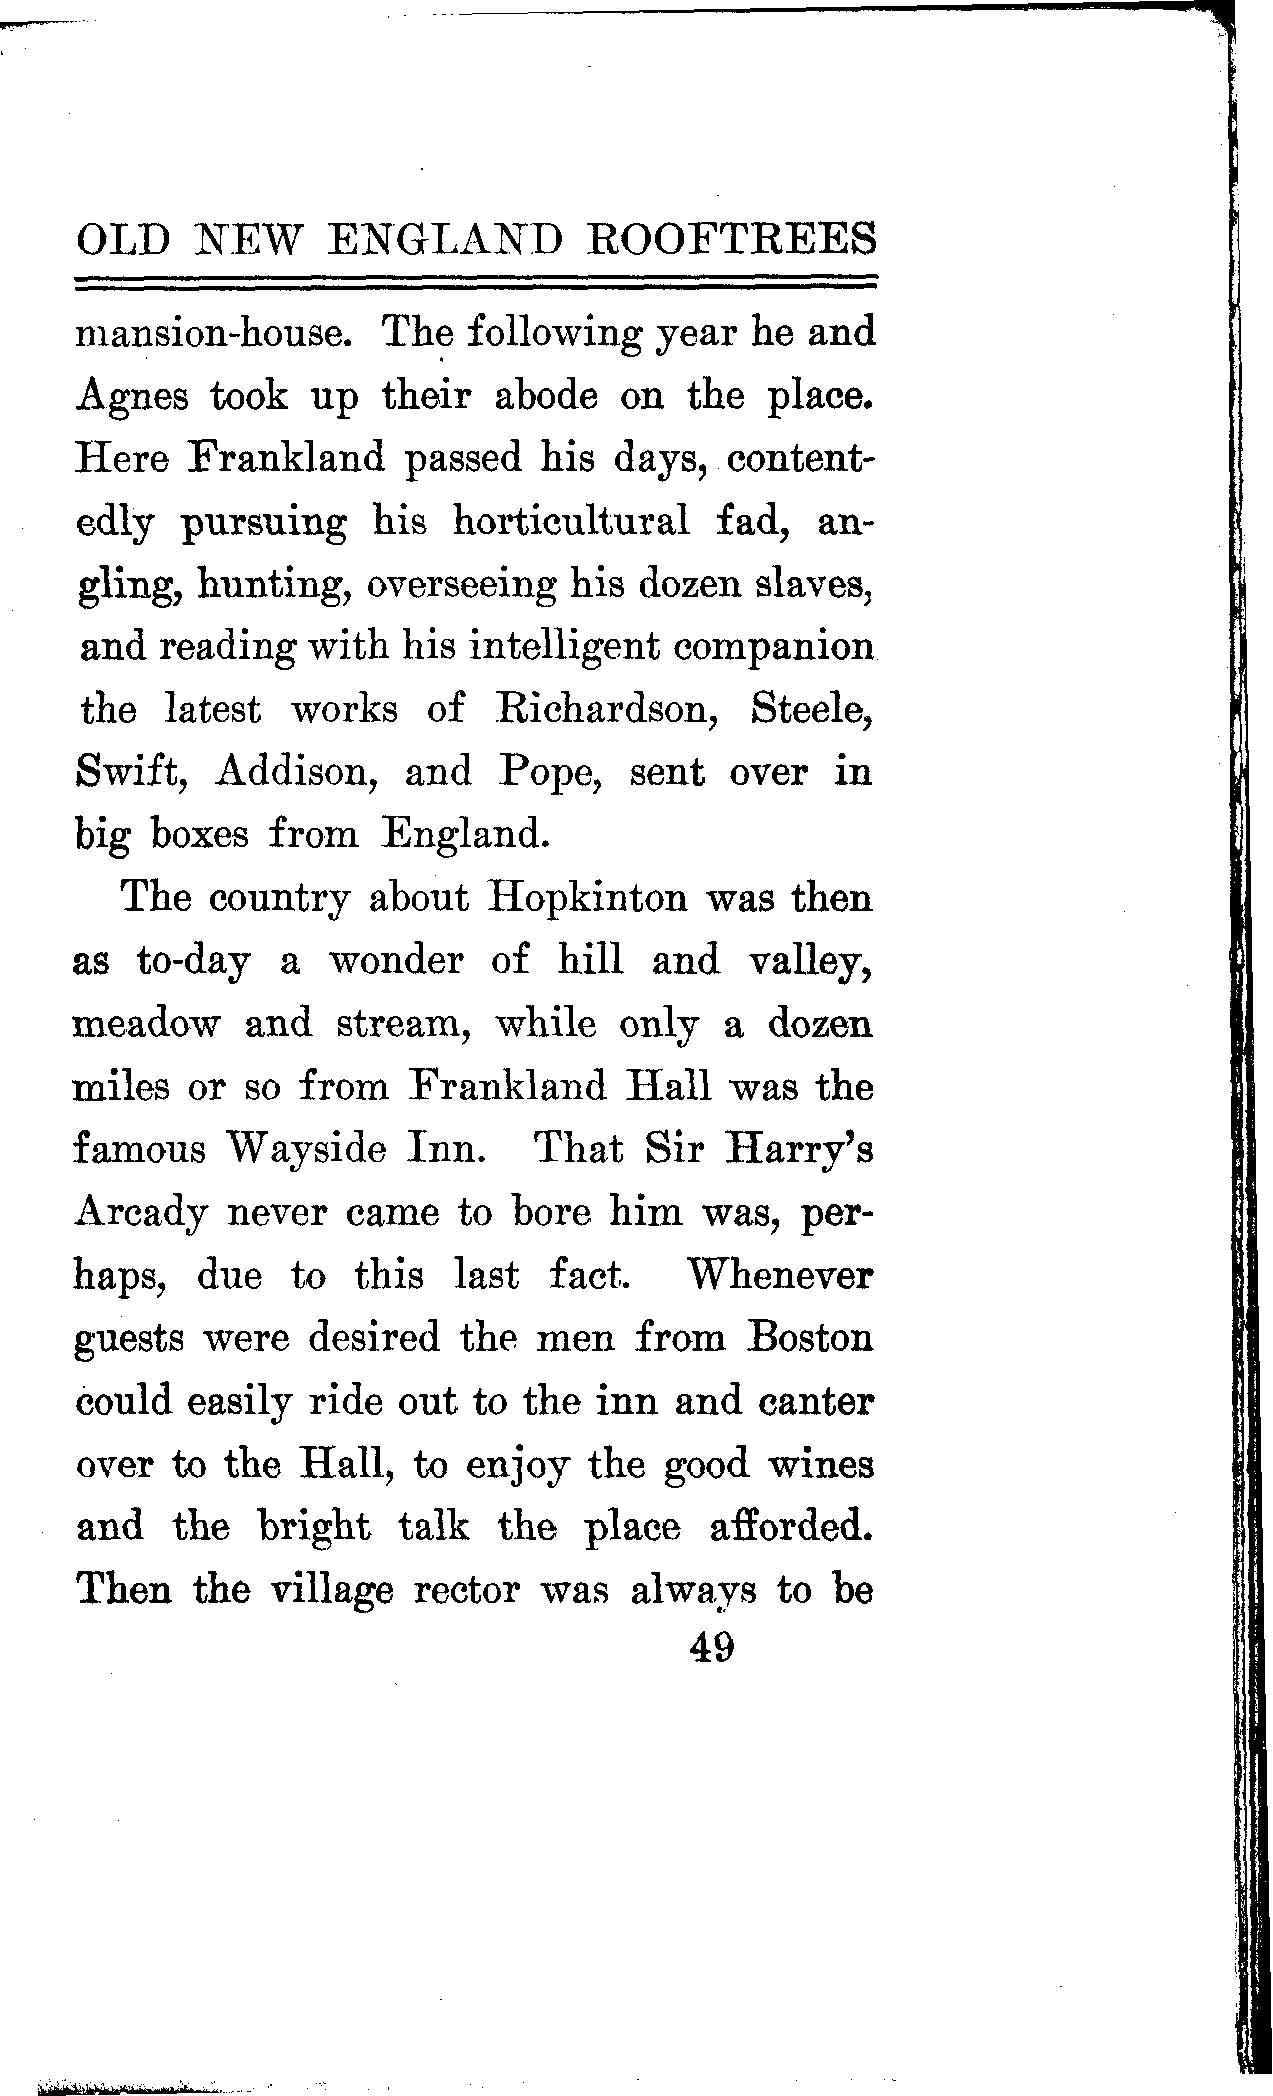 OLD NEW ENGLAND ROOFTREES
mansion-house. The following year he and
Agnes took up their abode on the place.
Here Frankland passed his days, content-
edly pursuing his horticultural fad, an-
gling, hunting, overseeing his dozen slaves,
and reading with his intelligent companion
the latest works of Richardson, Steele,
Swift, Addison, and Pope, sent over in
big boxes from England.
The country about Hopkinton was then
as to-day a wonder of hill and valley,
meadow and stream, while only a dozen
miles or so from Frankland Hall was the
famous Wayside Inn. That Sir Harry's
Arcady never came to bore him was, per-
haps, due to this last fact. Whenever
guests were desired the men from Boston
could easily ride out to the inn and canter
over to the Hall, to enjoy the good wines
and the bright talk the place afforded.
Then the village rector was always to be
49